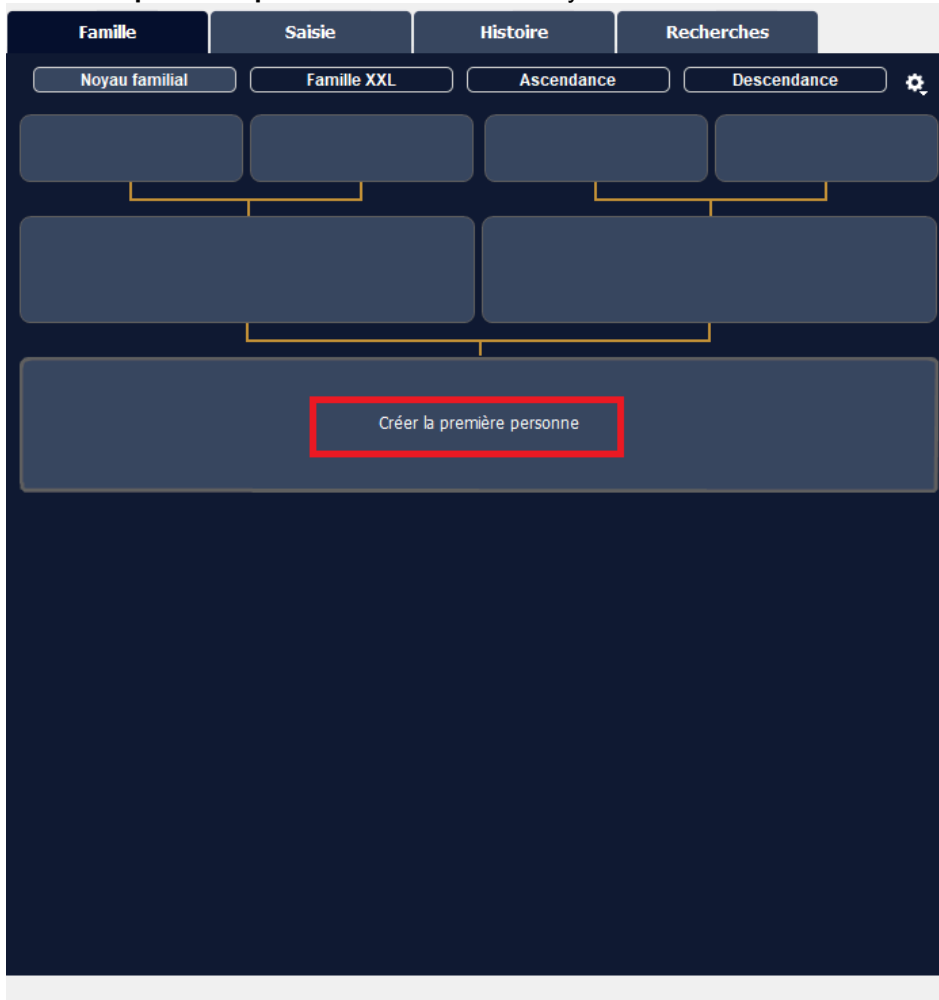 Famille Saisie Histoire Recherches
Noyau familial Famille XXL Ascendance Descendance
Créer la première personne